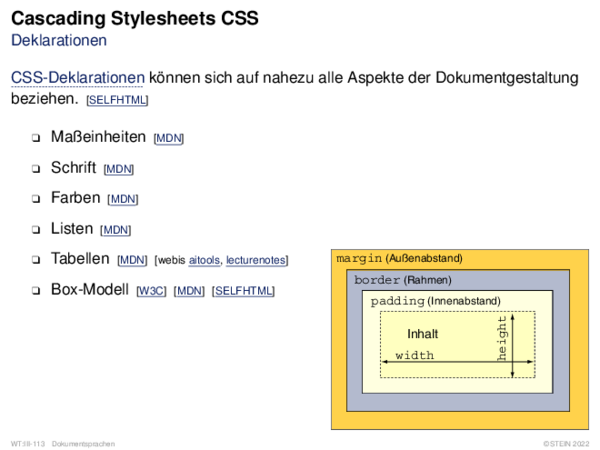 Cascading Stylesheets CSS
Deklarationen
CSS-Deklarationen können sich auf nahezu alle Aspekte der Dokumentgestaltung
beziehen. [SELFHTML]
❑ Maßeinheiten [MDN]
❑ Schrift [MDN]
❑ Farben [MDN]
❑ Listen [MDN]
❑ Tabellen [MDN] [webis aitools, lecturenotes]
❑ Box-Modell [W3C] [MDN] [SELFHTML]
margin (Außenabstand)
border (Rahmen)
padding (Innenabstand)
Inhalt
width
height
WT:III-113 Dokumentsprachen
©STEIN 2022